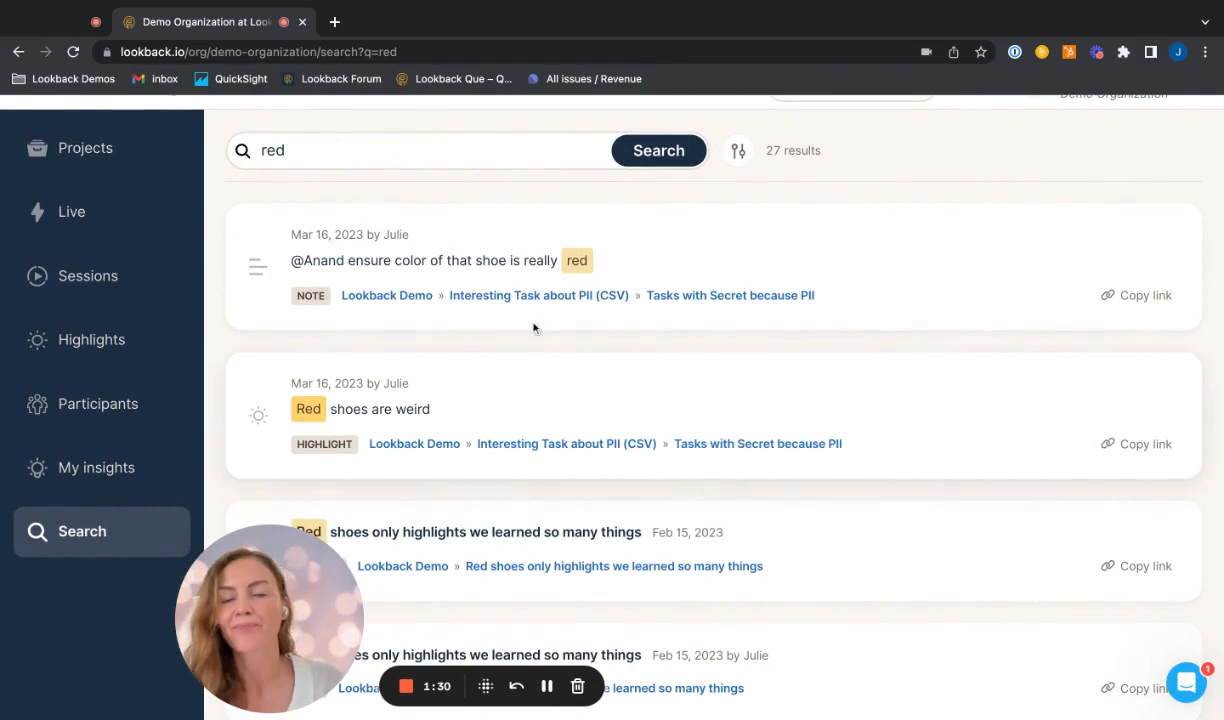 Demo Organization at Look
lookback.io/org/demo-organization/search?q=red
J
Lookback Demos
inbox
QuickSight
Lookback Forum
Lookback Que – Q...
All issues / Revenue
Demo Organization
Projects
Live
Sessions
Highlights
Participants
My insights
Search
red
Search
27 results
Mar 16, 2023 by Julie
@Anand ensure color of that shoe is really red
NOTE Lookback Demo » Interesting Task about PII (CSV) » Tasks with Secret because PII
Copy link
Mar 16, 2023 by Julie
Red shoes are weird
HIGHLIGHT Lookback Demo » Interesting Task about PII (CSV) » Tasks with Secret because PII
Copy link
Red shoes only highlights we learned so many things Feb 15, 2023
Lookback Demo » Red shoes only highlights we learned so many things
Copy link
es only highlights we learned so many things Feb 15, 2023 by Julie
Lookba
e learned so many things
Copy link
1:30
1